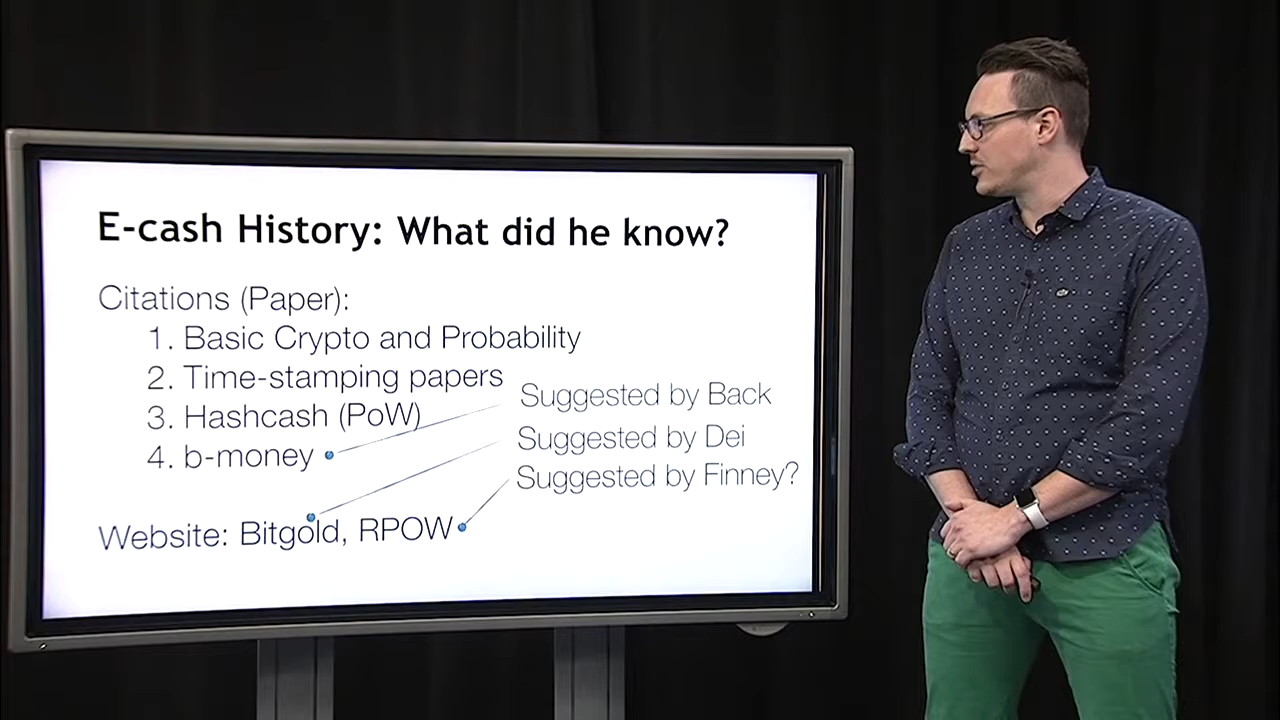 E-cash History: What did he know?
Citations (Paper):
1. Basic Crypto and Probability
2. Time-stamping papers
3. Hashcash (PoW)
4. b-money
Suggested by Back
Suggested by Dei
Suggested by Finney?
Website: Bitgold, RPOW